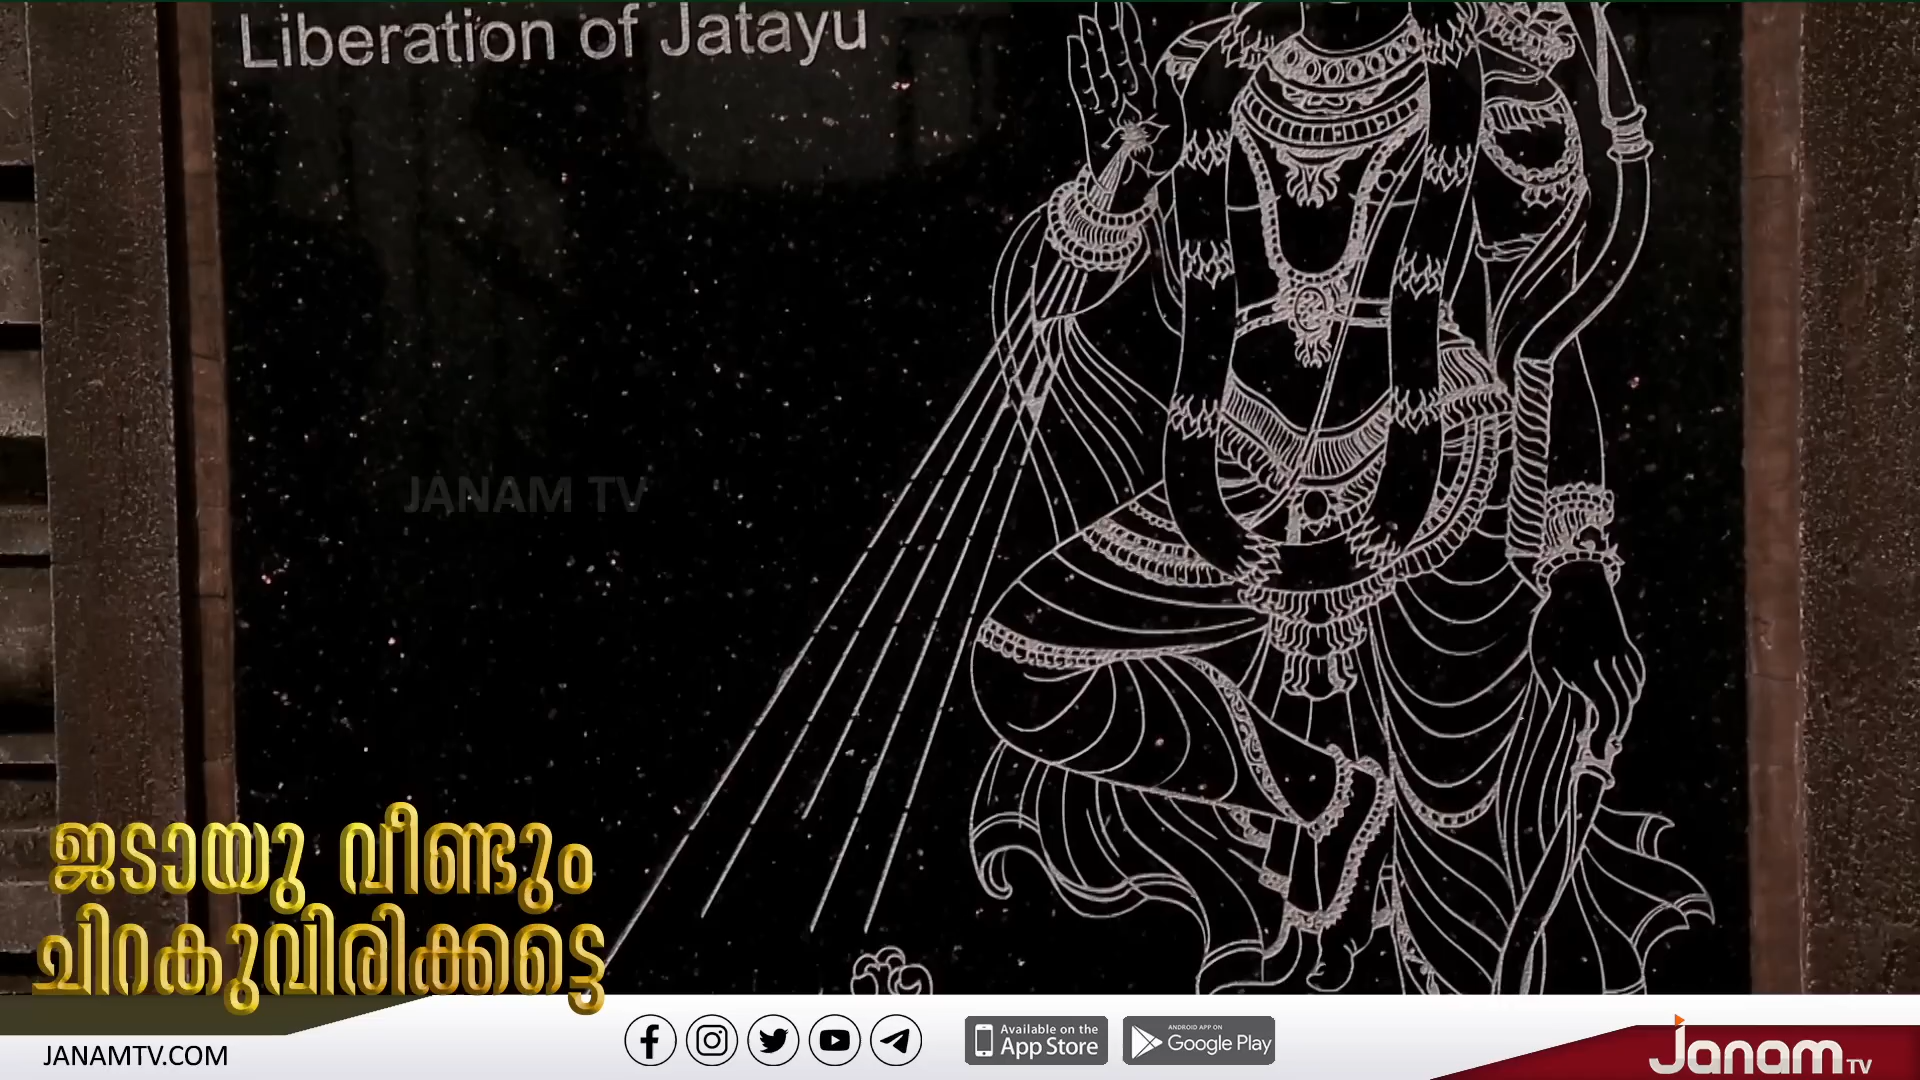 Liberation of Jatayu
JANAM TV
ജടായു വീണ്ടും
ചിറകുവിരിക്കട്ടെ
JANAMTV.COM
Available on the
App Store
ANDROID APP ON
Google Play
Janam TV